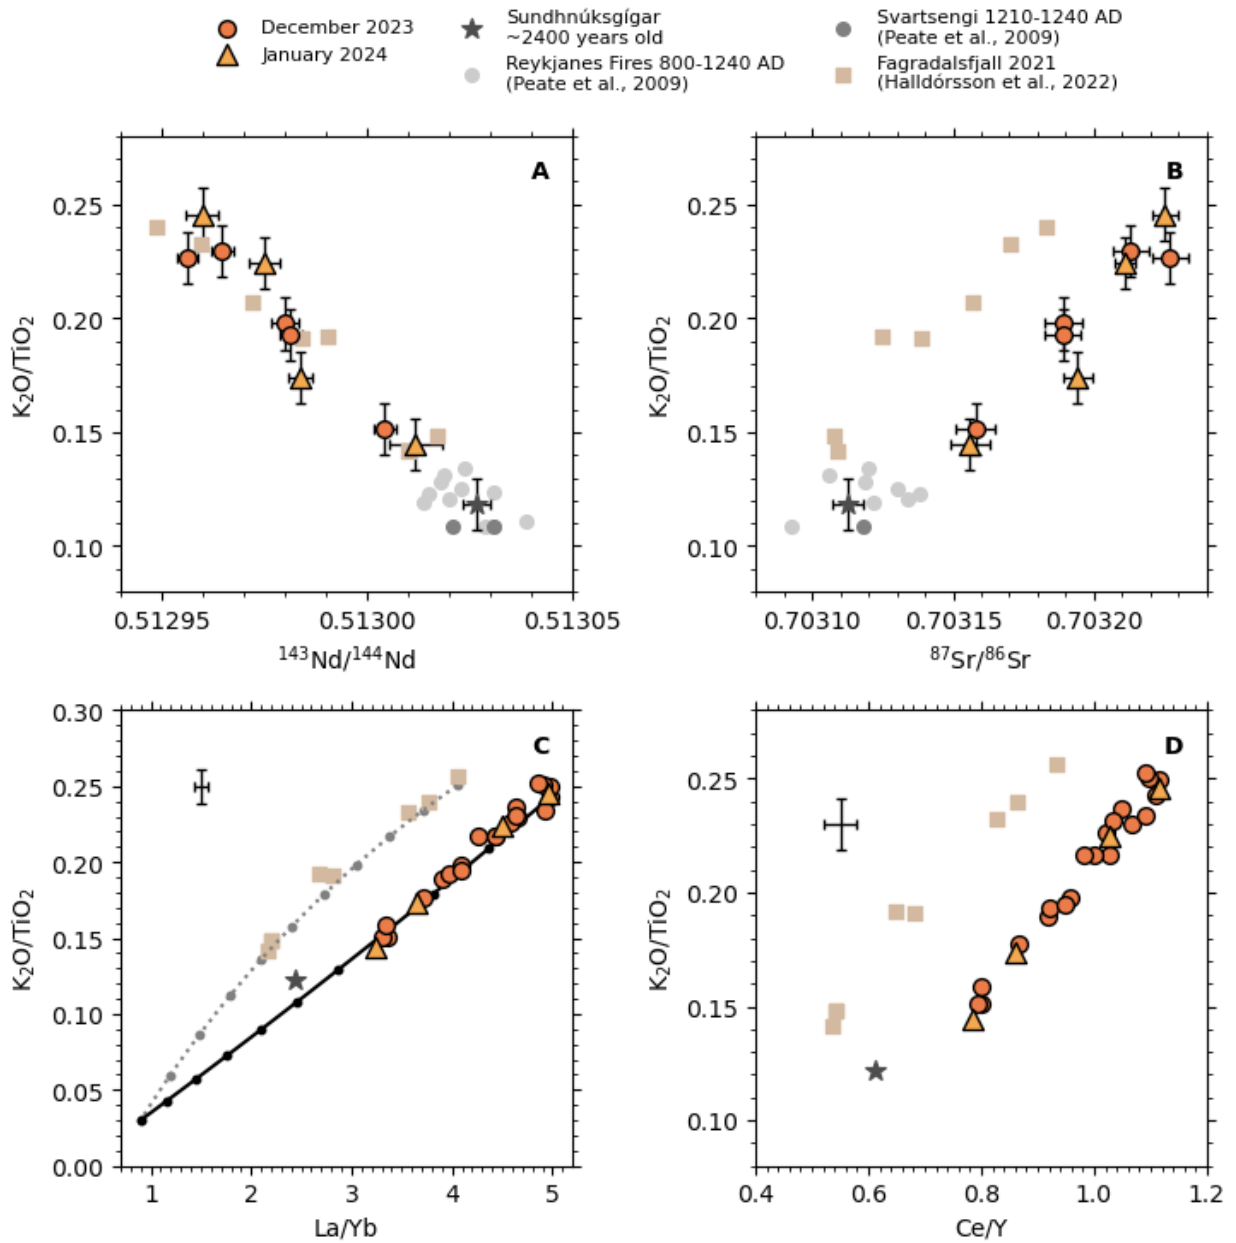 December 2023
January 2024
Sundhnúksgígar
~2400 years old
Reykjanes Fires 800-1240 AD
(Peate et al., 2009)
Svartsengi 1210-1240 AD
(Peate et al., 2009)
Fagradalsfjall 2021
(Halldórsson et al., 2022)
A
0.25
0.20
0.15
0.10
K₂O/TiO₂
0.51295
0.51300
0.51305
¹⁴³Nd/¹⁴⁴Nd
B
0.25
0.20
0.15
0.10
K₂O/TiO₂
0.70310
0.70315
0.70320
⁸⁷Sr/⁸⁶Sr
C
0.30
0.25
0.20
0.15
0.10
0.05
0.00
K₂O/TiO₂
1
2
3
4
5
La/Yb
D
0.25
0.20
0.15
0.10
K₂O/TiO₂
0.4
0.6
0.8
1.0
1.2
Ce/Y